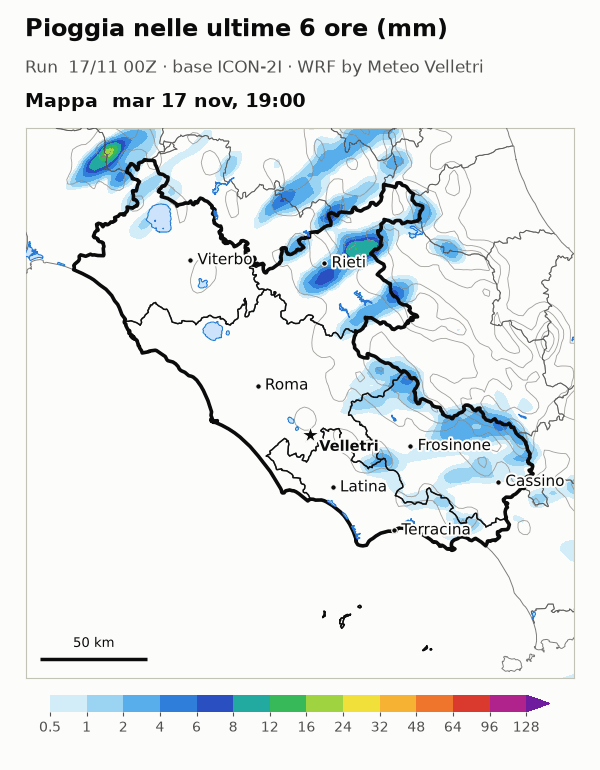 Pioggia nelle ultime 6 ore (mm)
Run  17/11 00Z · base ICON-2I · WRF by Meteo Velletri
Mappa  mar 17 nov, 19:00
Viterbo
Rieti
Roma
Velletri
Frosinone
Latina
Cassino
Terracina
50 km
0.5 1 2 4 6 8 12 16 24 32 48 64 96 128